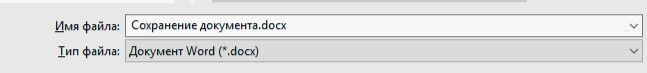 Имя файла: Сохранение документа.docx
Тип файла: Документ Word (*.docx)